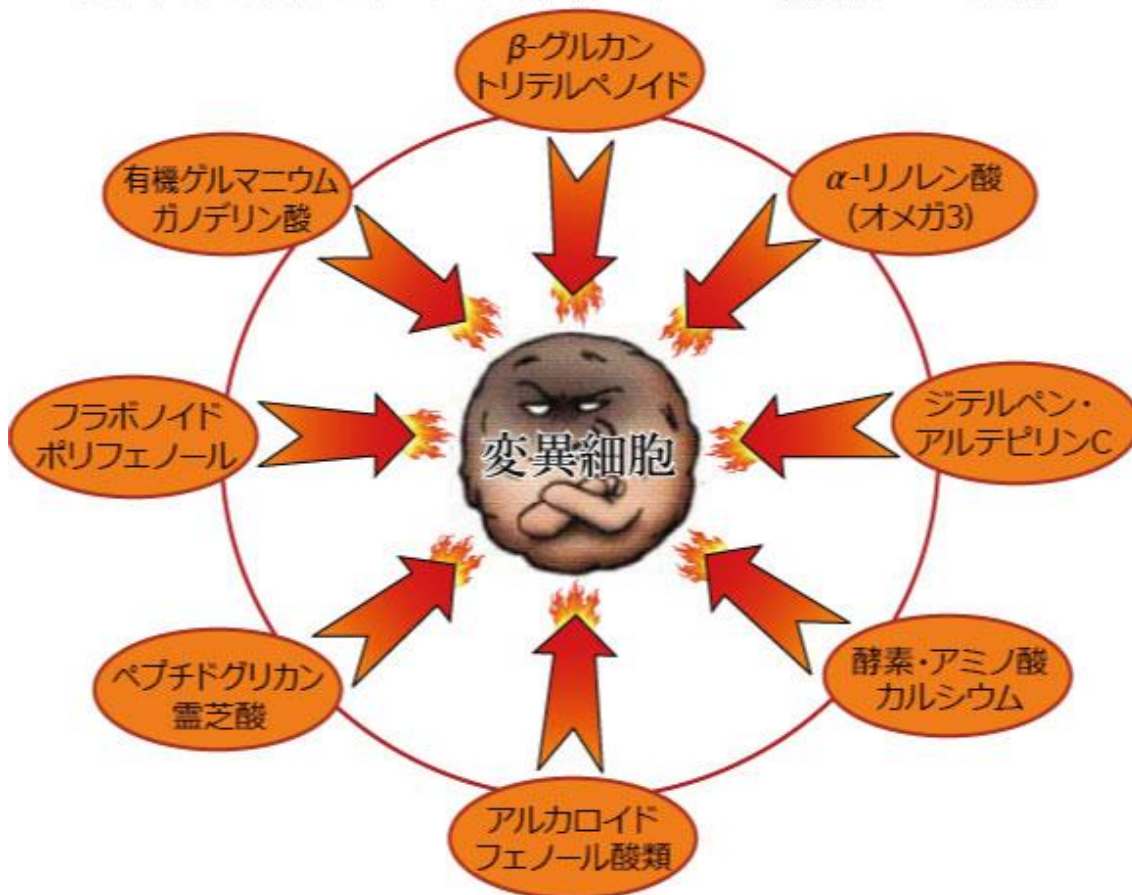 β-グルカン
トリテルペノイド
α-リノレン酸
(オメガ3)
ジテルペン・
アルテピリンC
酵素・アミノ酸
カルシウム
アルカロイド
フェノール酸類
ペプチドグリカン
霊芝酸
フラボノイド
ポリフェノール
有機ゲルマニウム
ガノデリン酸
変異細胞